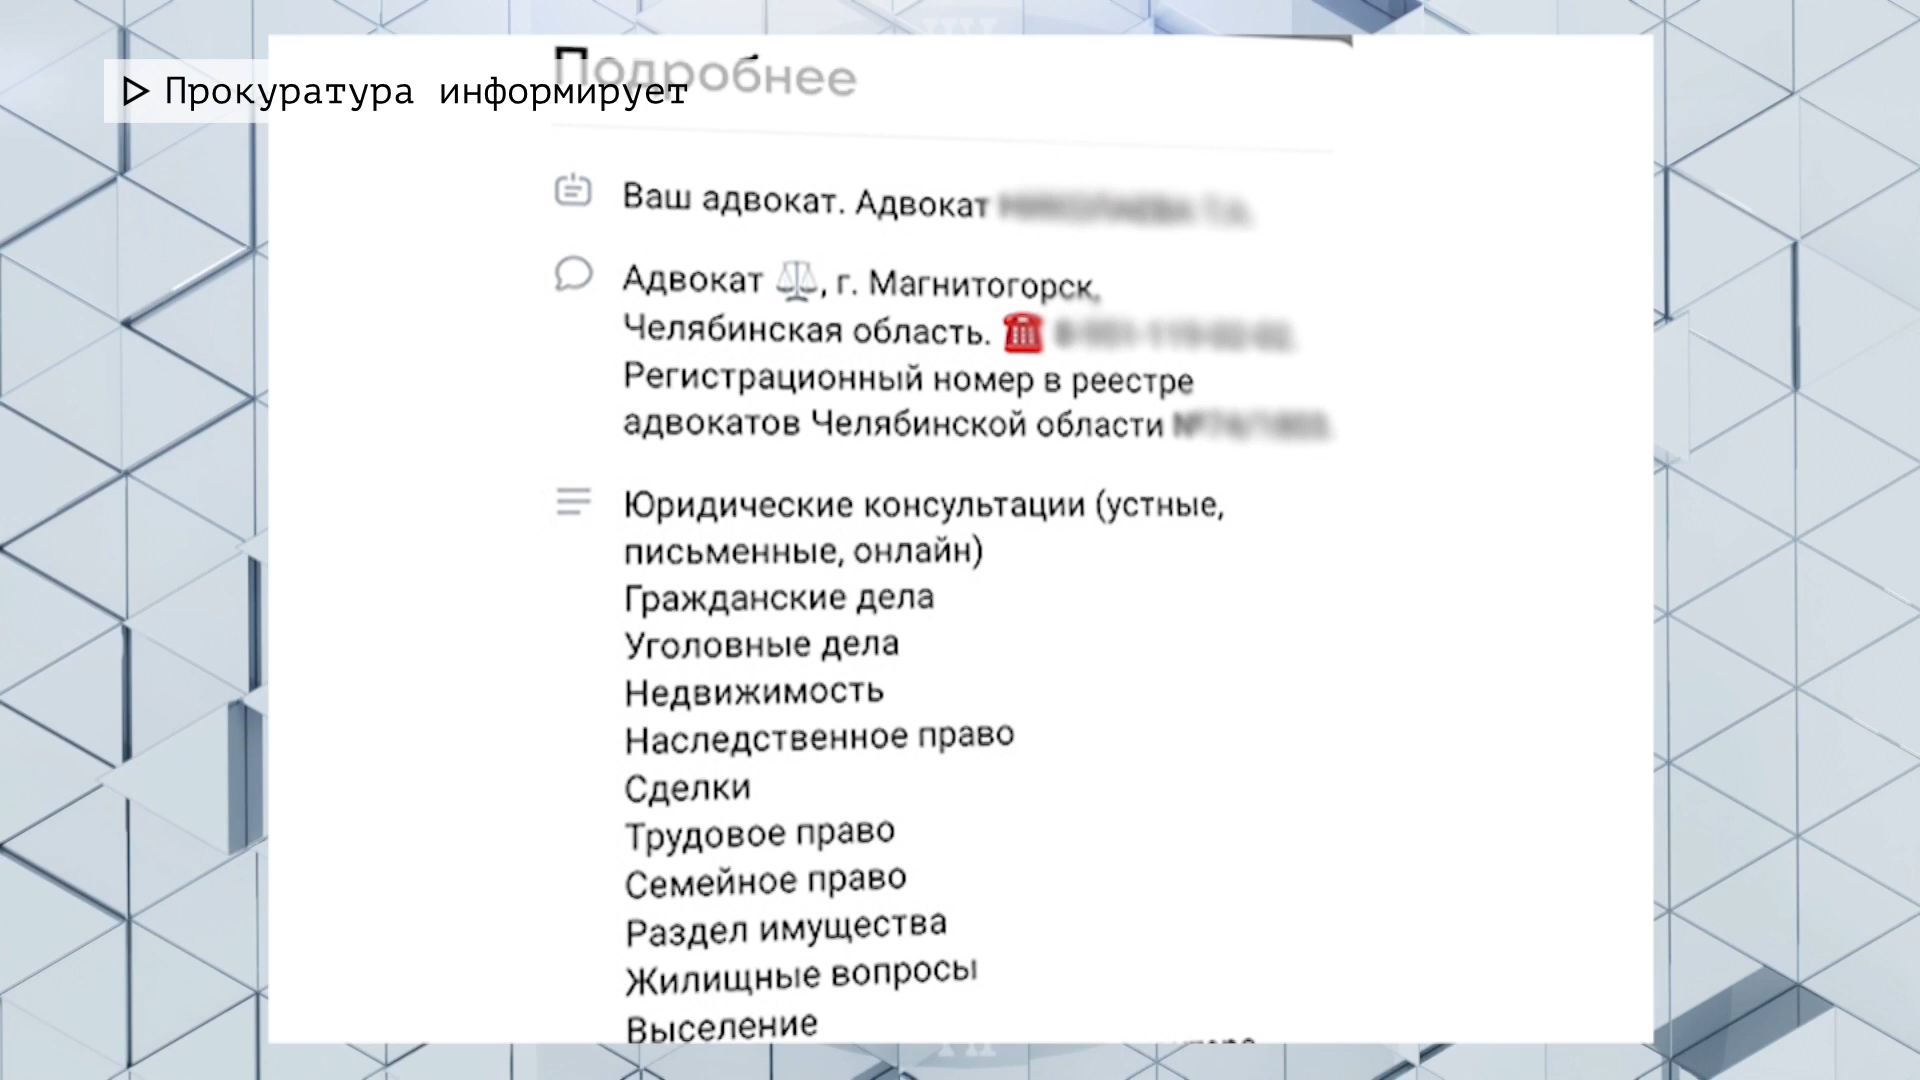 Подробнее
Прокуратура информирует
Ваш адвокат. Адвокат
Адвокат ⚖, г. Магнитогорск,
Челябинская область. ☎
Регистрационный номер в реестре
адвокатов Челябинской области
Юридические консультации (устные,
письменные, онлайн)
Гражданские дела
Уголовные дела
Недвижимость
Наследственное право
Сделки
Трудовое право
Семейное право
Раздел имущества
Жилищные вопросы
Выселение